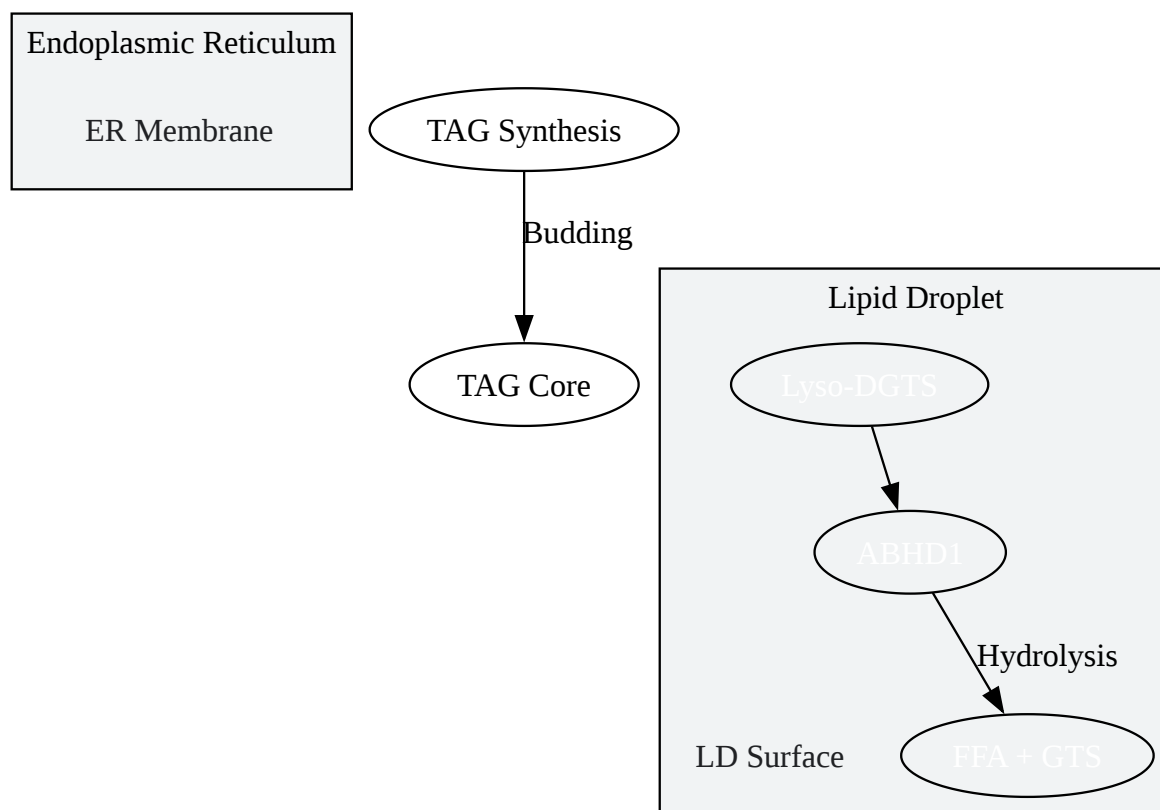 Endoplasmic Reticulum
ER Membrane
TAG Synthesis
Budding
TAG Core
Lipid Droplet
Lyso-DGTS
ABHD1
Hydrolysis
LD Surface
FFA + GTS